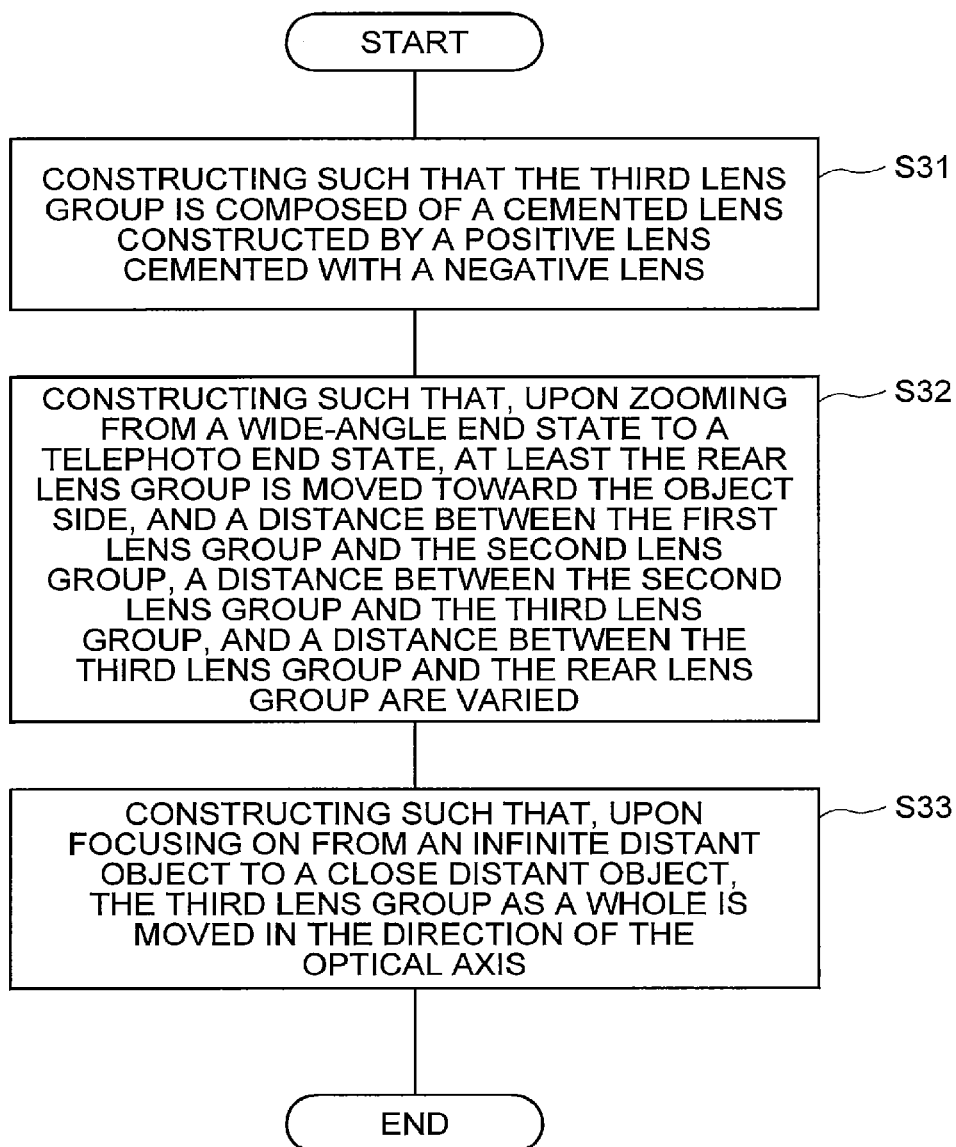 START
CONSTRUCTING SUCH THAT THE THIRD LENS
GROUP IS COMPOSED OF A CEMENTED LENS
CONSTRUCTED BY A POSITIVE LENS
CEMENTED WITH A NEGATIVE LENS
S31
CONSTRUCTING SUCH THAT, UPON ZOOMING
FROM A WIDE-ANGLE END STATE TO A
TELEPHOTO END STATE, AT LEAST THE REAR
LENS GROUP IS MOVED TOWARD THE OBJECT
SIDE, AND A DISTANCE BETWEEN THE FIRST
LENS GROUP AND THE SECOND LENS
GROUP, A DISTANCE BETWEEN THE SECOND
LENS GROUP AND THE THIRD LENS
GROUP, AND A DISTANCE BETWEEN THE
THIRD LENS GROUP AND THE REAR LENS
GROUP ARE VARIED
S32
CONSTRUCTING SUCH THAT, UPON
FOCUSING ON FROM AN INFINITE DISTANT
OBJECT TO A CLOSE DISTANT OBJECT,
THE THIRD LENS GROUP AS A WHOLE IS
MOVED IN THE DIRECTION OF THE
OPTICAL AXIS
S33
END